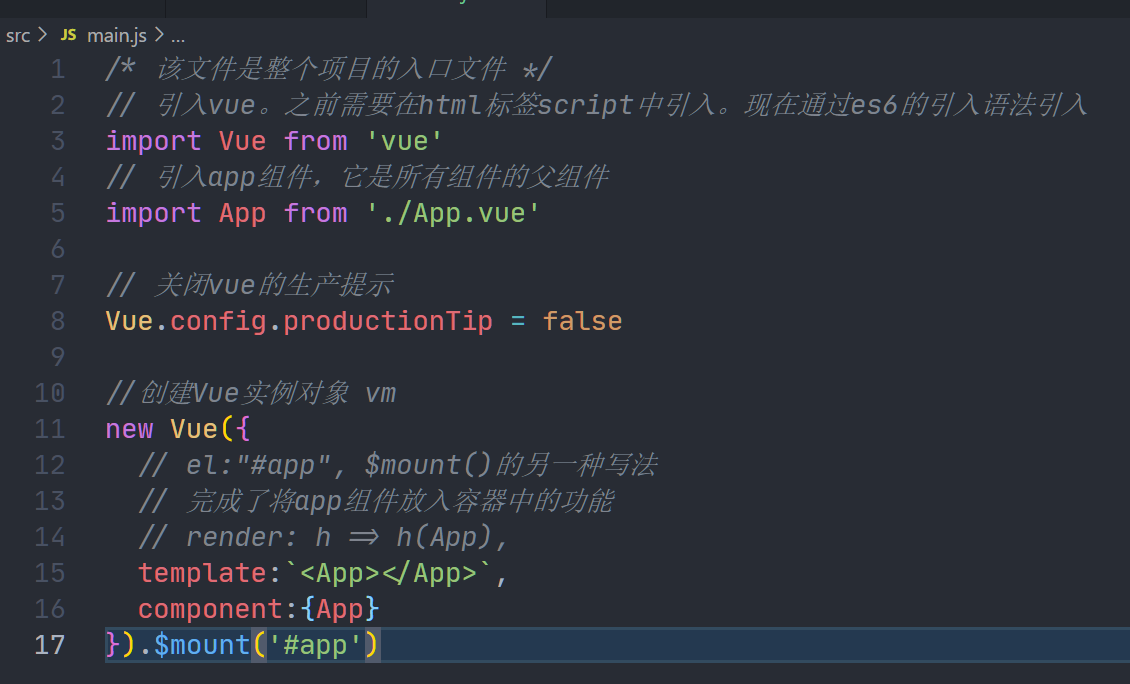 src > JS main.js > ...
1 /* 该文件是整个项目的入口文件 */
2 // 引入vue。之前需要在html标签script中引入。现在通过es6的引入语法引入
3 import Vue from 'vue'
4 // 引入app组件，它是所有组件的父组件
5 import App from './App.vue'
6
7 // 关闭vue的生产提示
8 Vue.config.productionTip = false
9
10 //创建Vue实例对象 vm
11 new Vue({
12 // el:"#app", $mount()的另一种写法
13 // 完成了将app组件放入容器中的功能
14 // render: h => h(App),
15 template:`<App></App>`,
16 component:{App}
17 }).$mount('#app')